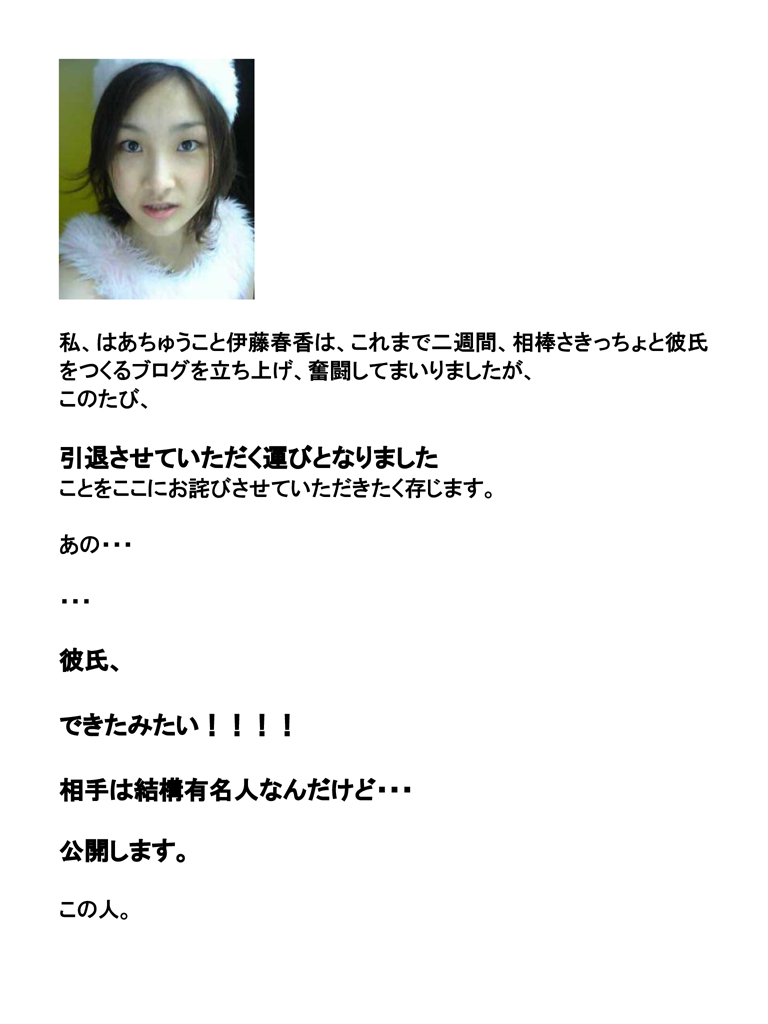 私、はあちゅうこと伊藤春香は、これまで二週間、相棒さきっちょと彼氏
をつくるブログを立ち上げ、奮闘してまいりましたが、
このたび、
引退させていただく運びとなりました
ことをここにお詫びさせていただきたく存じます。
あの・・・
・・・
彼氏、
できたみたい！！！！
相手は結構有名人なんだけど・・・
公開します。
この人。